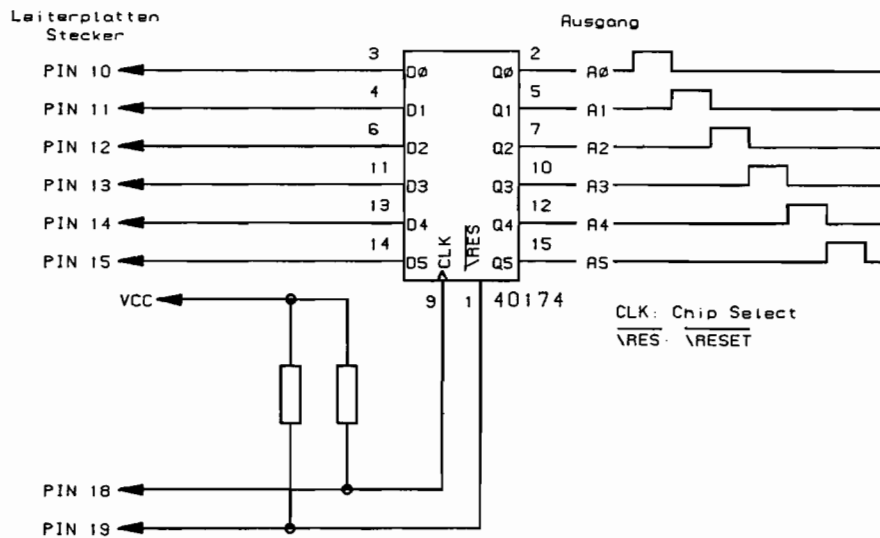 Leiterplatten
Stecker
Ausgang
PIN 10 3 DØ QØ 2 AØ
PIN 11 4 D1 Q1 5 A1
PIN 12 6 D2 Q2 7 A2
PIN 13 11 D3 Q3 10 A3
PIN 14 13 D4 Q4 12 A4
PIN 15 14 D5 Q5 15 A5
CLK \RES
VCC
9 1 40174
CLK: Chip Select
\RES: \RESET
PIN 18
PIN 19